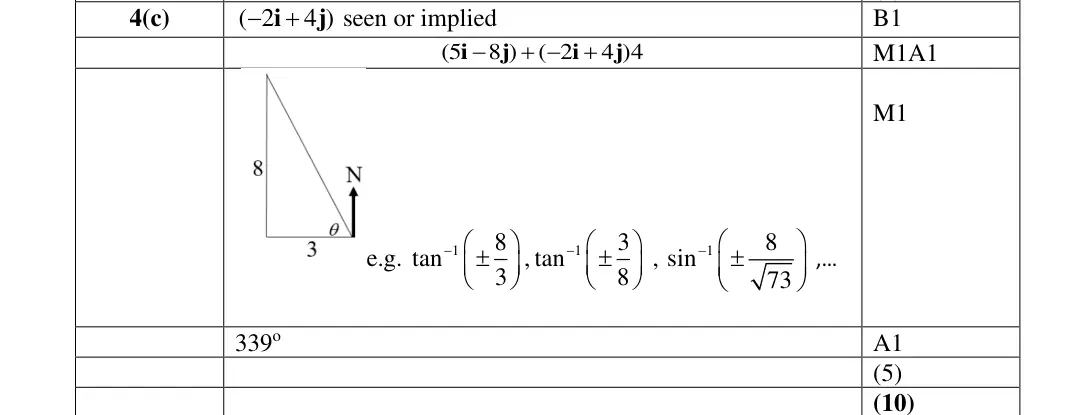 4(c) (−2i + 4j) seen or implied B1
(5i − 8j) + (−2i + 4j)4 M1A1
M1
8
N
θ
3
e.g. tan⁻¹(± 8/3), tan⁻¹(± 3/8) , sin⁻¹(± 8/√73) ,...
339º A1
(5)
(10)